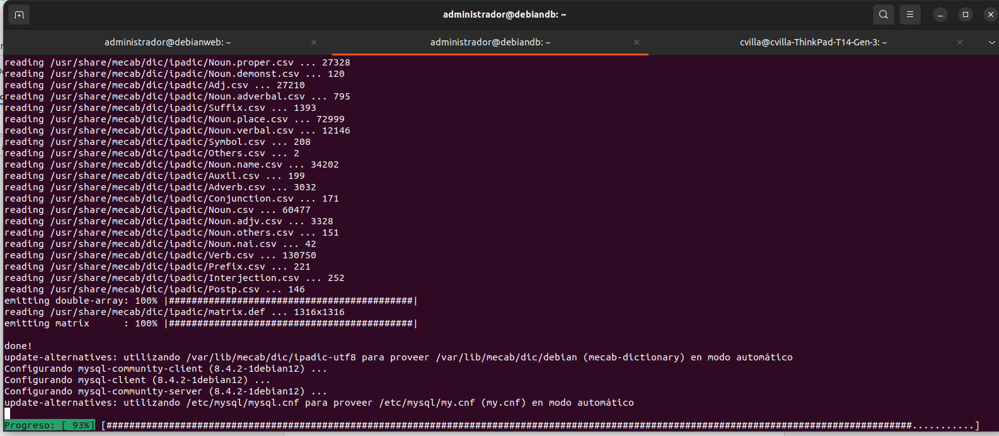 administrador@debiandb: ~
administrador@debianweb: ~
administrador@debiandb: ~
cvilla@cvilla-ThinkPad-T14-Gen-3: ~
reading /usr/share/mecab/dic/ipadic/Noun.proper.csv ... 27328
reading /usr/share/mecab/dic/ipadic/Noun.demonst.csv ... 120
reading /usr/share/mecab/dic/ipadic/Adj.csv ... 27210
reading /usr/share/mecab/dic/ipadic/Noun.adverbal.csv ... 795
reading /usr/share/mecab/dic/ipadic/Suffix.csv ... 1393
reading /usr/share/mecab/dic/ipadic/Noun.place.csv ... 72999
reading /usr/share/mecab/dic/ipadic/Noun.verbal.csv ... 12146
reading /usr/share/mecab/dic/ipadic/Symbol.csv ... 208
reading /usr/share/mecab/dic/ipadic/Others.csv ... 2
reading /usr/share/mecab/dic/ipadic/Noun.name.csv ... 34202
reading /usr/share/mecab/dic/ipadic/Auxil.csv ... 199
reading /usr/share/mecab/dic/ipadic/Adverb.csv ... 3032
reading /usr/share/mecab/dic/ipadic/Conjunction.csv ... 171
reading /usr/share/mecab/dic/ipadic/Noun.csv ... 60477
reading /usr/share/mecab/dic/ipadic/Noun.adjv.csv ... 3328
reading /usr/share/mecab/dic/ipadic/Noun.others.csv ... 151
reading /usr/share/mecab/dic/ipadic/Noun.nai.csv ... 42
reading /usr/share/mecab/dic/ipadic/Verb.csv ... 130750
reading /usr/share/mecab/dic/ipadic/Prefix.csv ... 221
reading /usr/share/mecab/dic/ipadic/Interjection.csv ... 252
reading /usr/share/mecab/dic/ipadic/Postp.csv ... 146
emitting double-array: 100% |###########################################|
reading /usr/share/mecab/dic/ipadic/matrix.def ... 1316x1316
emitting matrix      : 100% |###########################################|
done!
update-alternatives: utilizando /var/lib/mecab/dic/ipadic-utf8 para proveer /var/lib/mecab/dic/debian (mecab-dictionary) en modo automático
Configurando mysql-community-client (8.4.2-1debian12) ...
Configurando mysql-client (8.4.2-1debian12) ...
Configurando mysql-community-server (8.4.2-1debian12) ...
update-alternatives: utilizando /etc/mysql/mysql.cnf para proveer /etc/mysql/my.cnf (my.cnf) en modo automático
Progreso: [ 93%] [##############################################################################################################################################...........]